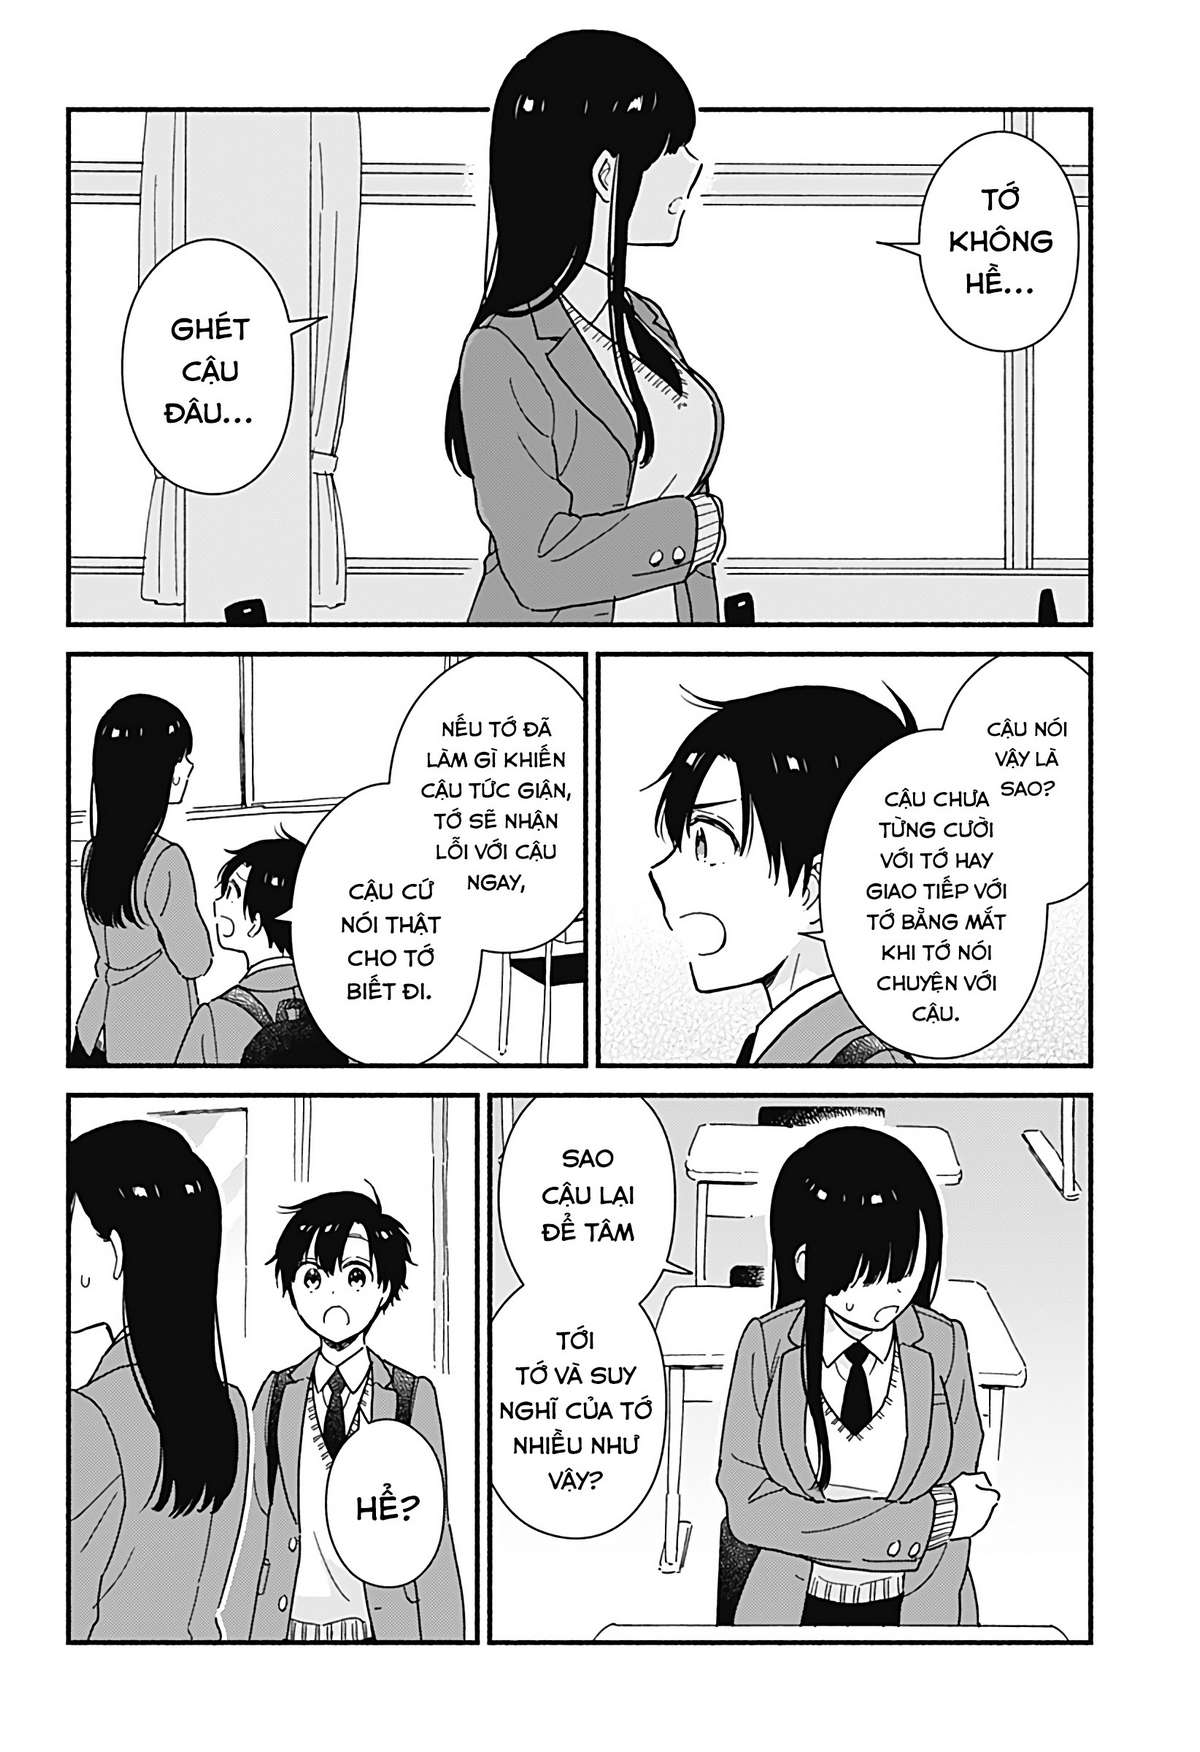 TỚ
KHÔNG
HỀ...
GHÉT
CẬU
ĐÂU...
CẬU NÓI
VẬY LÀ
SAO?
CẬU CHƯA
TỪNG CƯỜI
VỚI TỚ HAY
GIAO TIẾP VỚI
TỚ BẰNG MẮT
KHI TỚ NÓI
CHUYỆN VỚI
CẬU.
NẾU TỚ ĐÃ
LÀM GÌ KHIẾN
CẬU TỨC GIẬN,
TỚ SẼ NHẬN
LỖI VỚI CẬU
NGAY,
CẬU CỨ
NÓI THẬT
CHO TỚ
BIẾT ĐI.
SAO
CẬU LẠI
ĐỂ TÂM
TỚI
TỚ VÀ SUY
NGHĨ CỦA TỚ
NHIỀU NHƯ
VẬY?
HỂ?